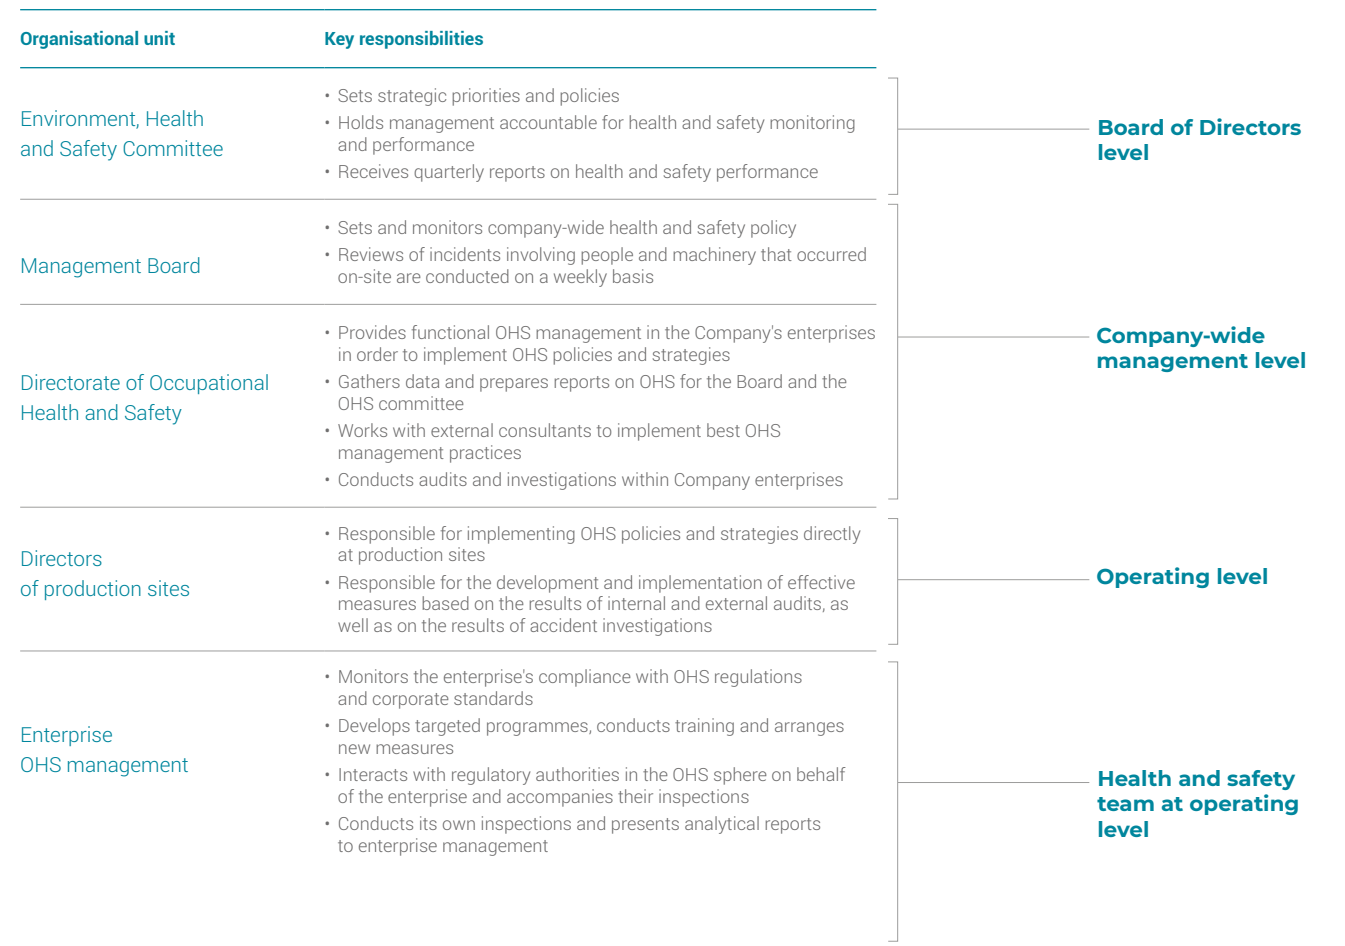 Organisational unit
Key responsibilities
Environment, Health
and Safety Committee
• Sets strategic priorities and policies
• Holds management accountable for health and safety monitoring
and performance
• Receives quarterly reports on health and safety performance
Board of Directors
level
Management Board
• Sets and monitors company-wide health and safety policy
• Reviews of incidents involving people and machinery that occurred
on-site are conducted on a weekly basis
Directorate of Occupational
Health and Safety
• Provides functional OHS management in the Company's enterprises
in order to implement OHS policies and strategies
• Gathers data and prepares reports on OHS for the Board and the
OHS committee
• Works with external consultants to implement best OHS
management practices
• Conducts audits and investigations within Company enterprises
Company-wide
management level
Directors
of production sites
• Responsible for implementing OHS policies and strategies directly
at production sites
• Responsible for the development and implementation of effective
measures based on the results of internal and external audits, as
well as on the results of accident investigations
Operating level
Enterprise
OHS management
• Monitors the enterprise's compliance with OHS regulations
and corporate standards
• Develops targeted programmes, conducts training and arranges
new measures
• Interacts with regulatory authorities in the OHS sphere on behalf
of the enterprise and accompanies their inspections
• Conducts its own inspections and presents analytical reports
to enterprise management
Health and safety
team at operating
level